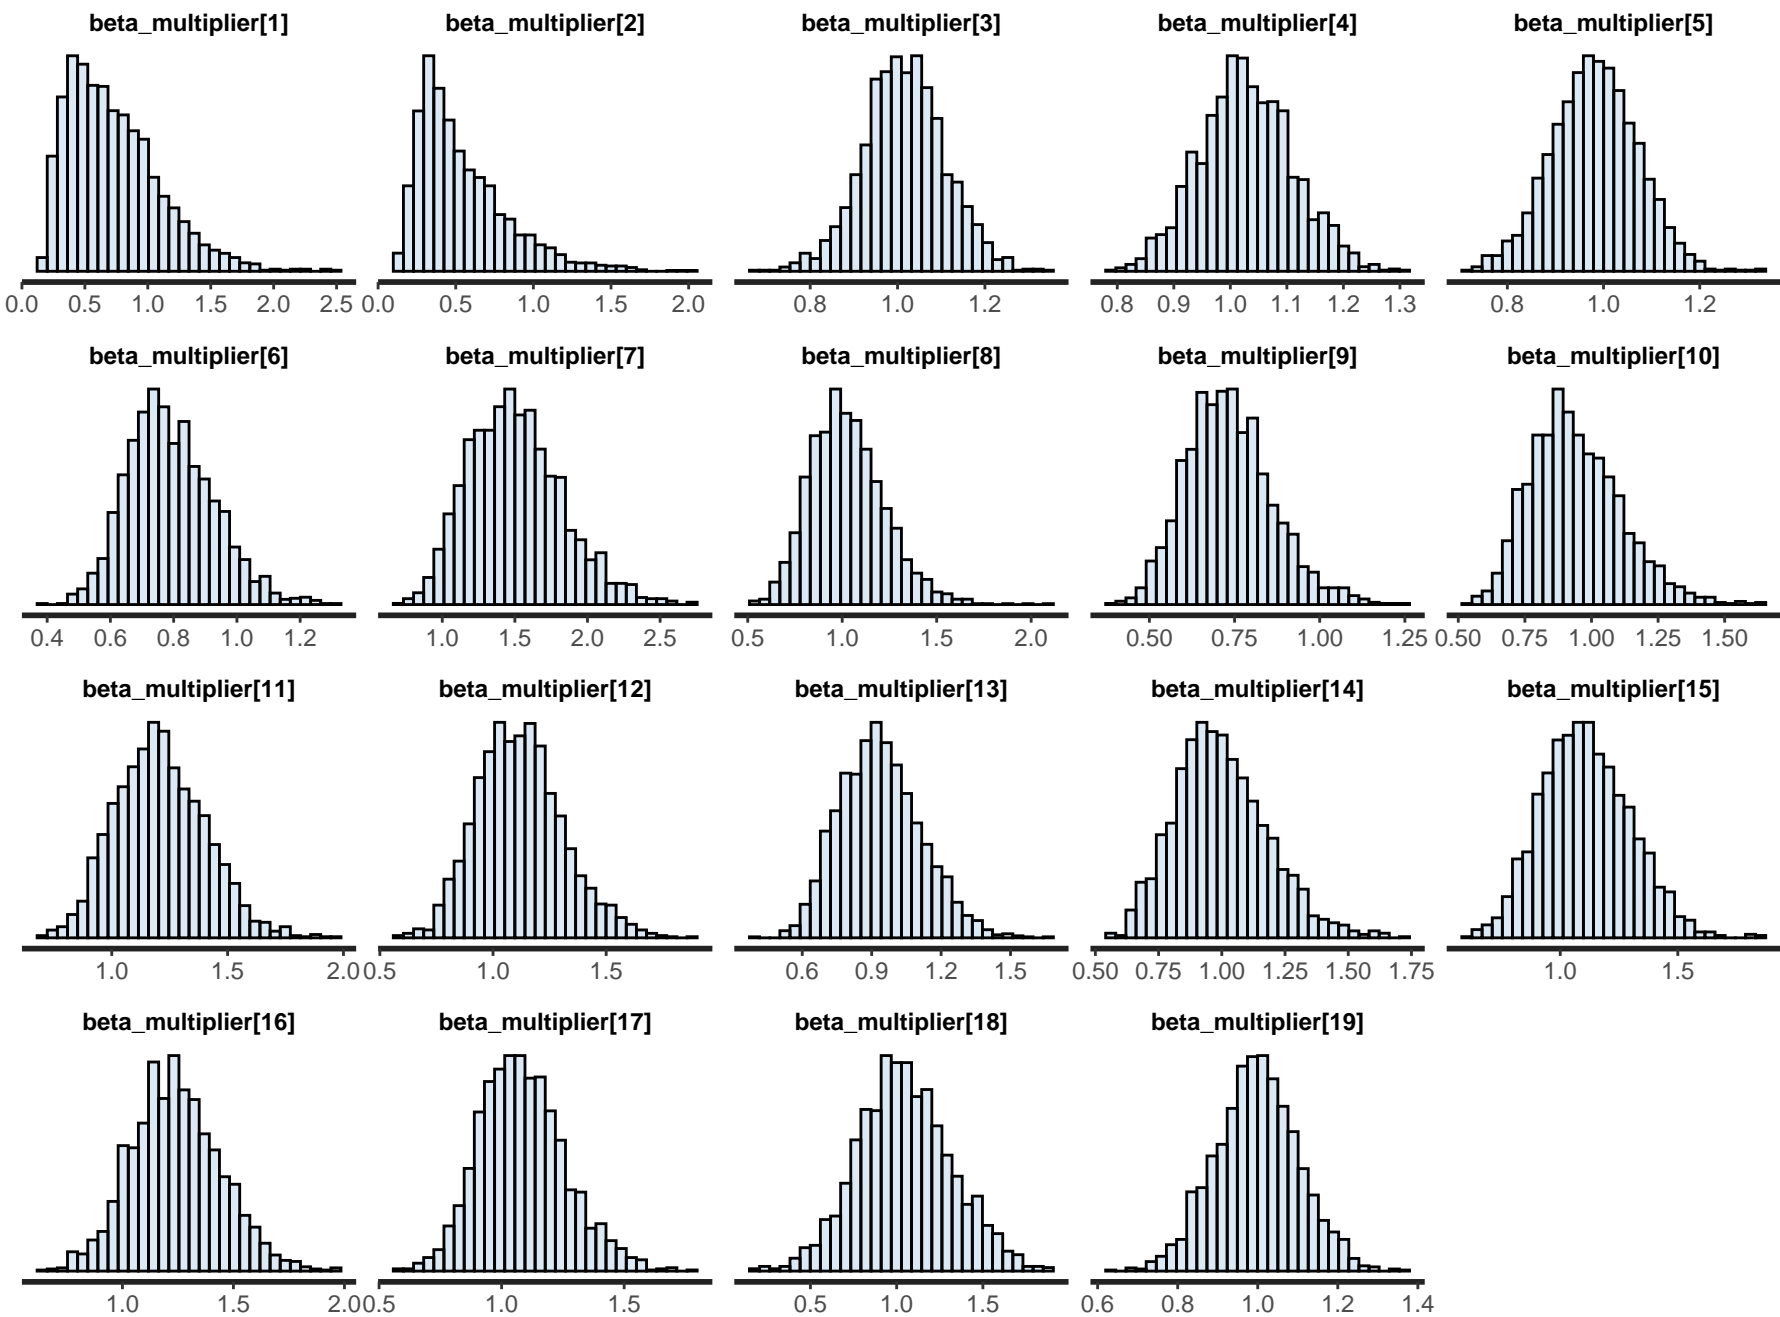 beta_multiplier[1] beta_multiplier[2] beta_multiplier[3] beta_multiplier[4] beta_multiplier[5]
0.0 0.5 1.0 1.5 2.0 2.5 0.0 0.5 1.0 1.5 2.0 0.8 1.0 1.2 0.8 0.9 1.0 1.1 1.2 1.3 0.8 1.0 1.2
beta_multiplier[6] beta_multiplier[7] beta_multiplier[8] beta_multiplier[9] beta_multiplier[10]
0.4 0.6 0.8 1.0 1.2 1.0 1.5 2.0 2.5 0.5 1.0 1.5 2.0 0.50 0.75 1.00 1.25 0.50 0.75 1.00 1.25 1.50
beta_multiplier[11] beta_multiplier[12] beta_multiplier[13] beta_multiplier[14] beta_multiplier[15]
1.0 1.5 2.0 0.5 1.0 1.5 0.6 0.9 1.2 1.5 0.50 0.75 1.00 1.25 1.50 1.75 1.0 1.5
beta_multiplier[16] beta_multiplier[17] beta_multiplier[18] beta_multiplier[19]
1.0 1.5 2.0 0.5 1.0 1.5 0.5 1.0 1.5 0.6 0.8 1.0 1.2 1.4